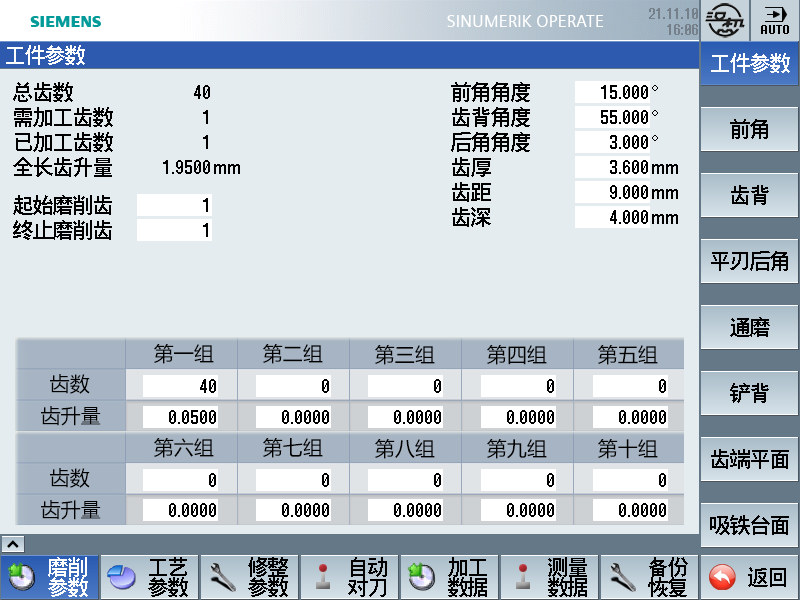 SIEMENS
SINUMERIK OPERATE
21.11.10
16:06
汉机
AUTO
工件参数
总齿数 40
需加工齿数 1
已加工齿数 1
全长齿升量 1.9500mm
起始磨削齿 1
终止磨削齿 1
前角角度 15.000°
齿背角度 55.000°
后角角度 3.000°
齿厚 3.600mm
齿距 9.000mm
齿深 4.000mm
第一组 第二组 第三组 第四组 第五组
齿数 40 0 0 0 0
齿升量 0.0500 0.0000 0.0000 0.0000 0.0000
第六组 第七组 第八组 第九组 第十组
齿数 0 0 0 0 0
齿升量 0.0000 0.0000 0.0000 0.0000 0.0000
工件参数
前角
齿背
平刃后角
通磨
铲背
齿端平面
吸铁台面
磨削
参数
工艺
参数
修整
参数
自动
对刀
加工
数据
测量
数据
备份
恢复
返回